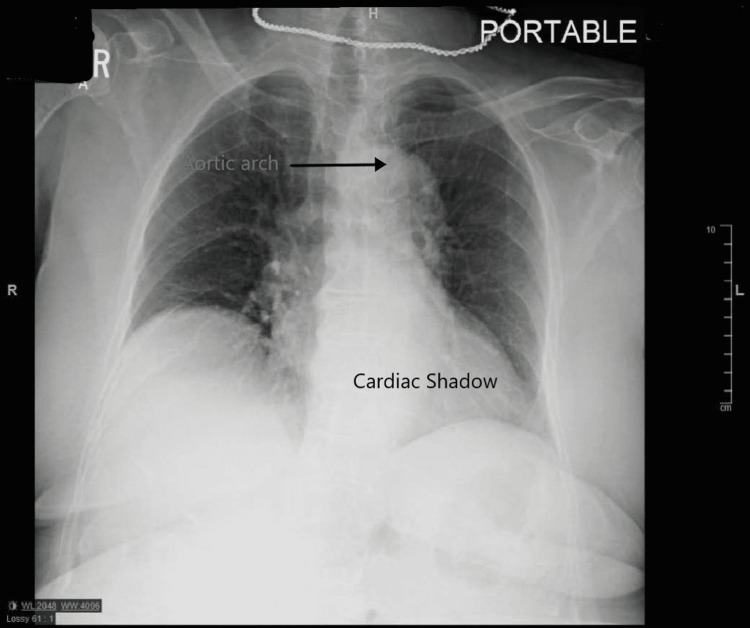 H
PORTABLE
R
A
Aortic arch
10
R
L
Cardiac Shadow
cm
WL:2048 WW:4096
Lossy 61 : 1